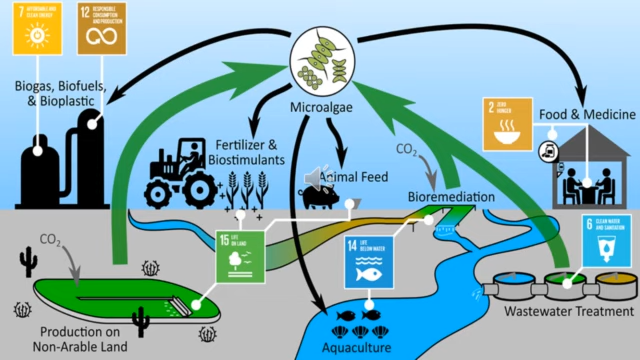 7 AFFORDABLE AND
CLEAN ENERGY
12 RESPONSIBLE
CONSUMPTION
AND PRODUCTION
Biogas, Biofuels,
& Bioplastic
Microalgae
Fertilizer &
Biostimulants
Animal Feed
CO2
Bioremediation
2 ZERO
HUNGER
Food & Medicine
15 LIFE
ON LAND
14 LIFE
BELOW WATER
6 CLEAN WATER
AND SANITATION
CO2
Production on
Non-Arable Land
Aquaculture
Wastewater Treatment